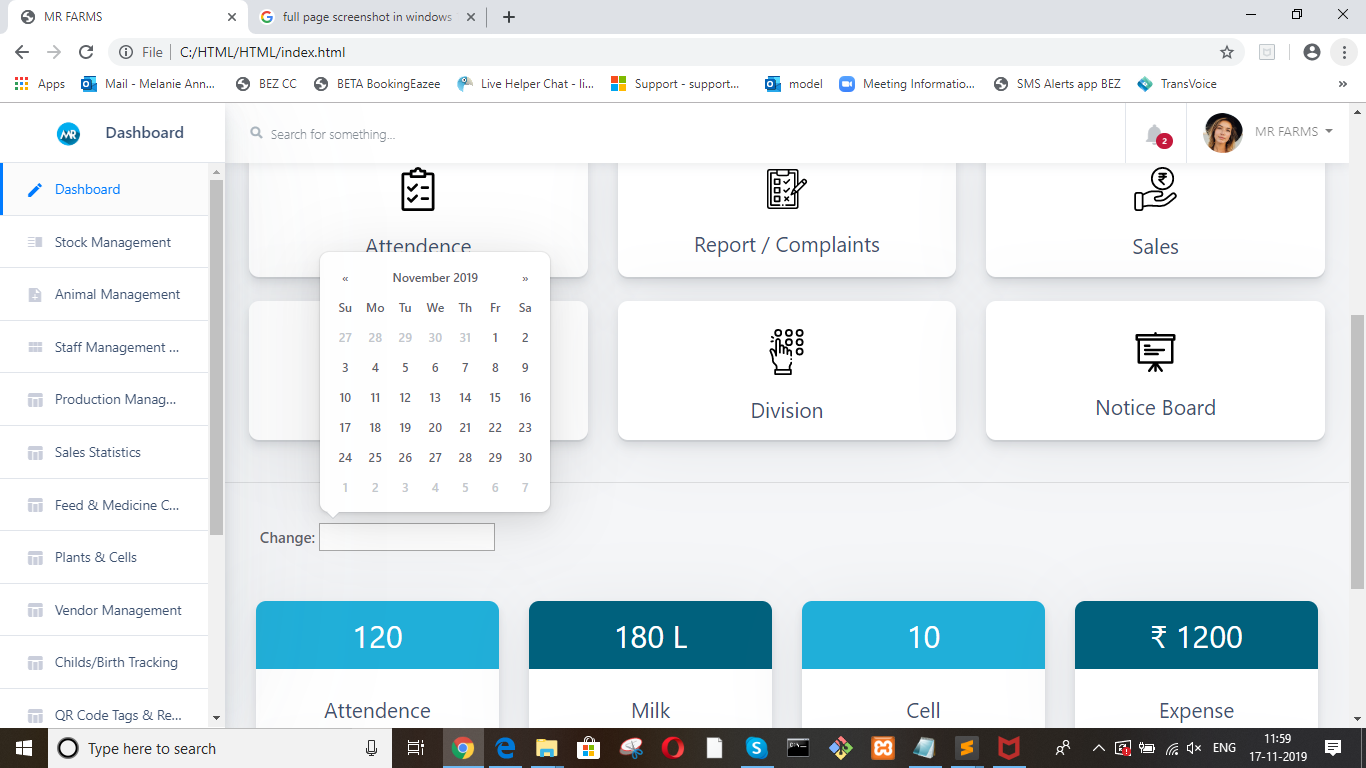 MR FARMS
full page screenshot in windows
File
C:/HTML/HTML/index.html
Apps
Mail - Melanie Ann...
BEZ CC
BETA BookingEazee
Live Helper Chat - li...
Support - support...
model
Meeting Informatio...
SMS Alerts app BEZ
TransVoice
»
MR
Dashboard
Search for something...
2
MR FARMS
Dashboard
Stock Management
Animal Management
Staff Management ...
Production Manag...
Sales Statistics
Feed & Medicine C...
Plants & Cells
Vendor Management
Childs/Birth Tracking
QR Code Tags & Re...
Attendence
Report / Complaints
Sales
« November 2019 »
Su Mo Tu We Th Fr Sa
27 28 29 30 31 1 2
3 4 5 6 7 8 9
10 11 12 13 14 15 16
17 18 19 20 21 22 23
24 25 26 27 28 29 30
1 2 3 4 5 6 7
Division
Notice Board
Change:
120
Attendence
180 L
Milk
10
Cell
₹ 1200
Expense
Type here to search
ENG
11:59
17-11-2019